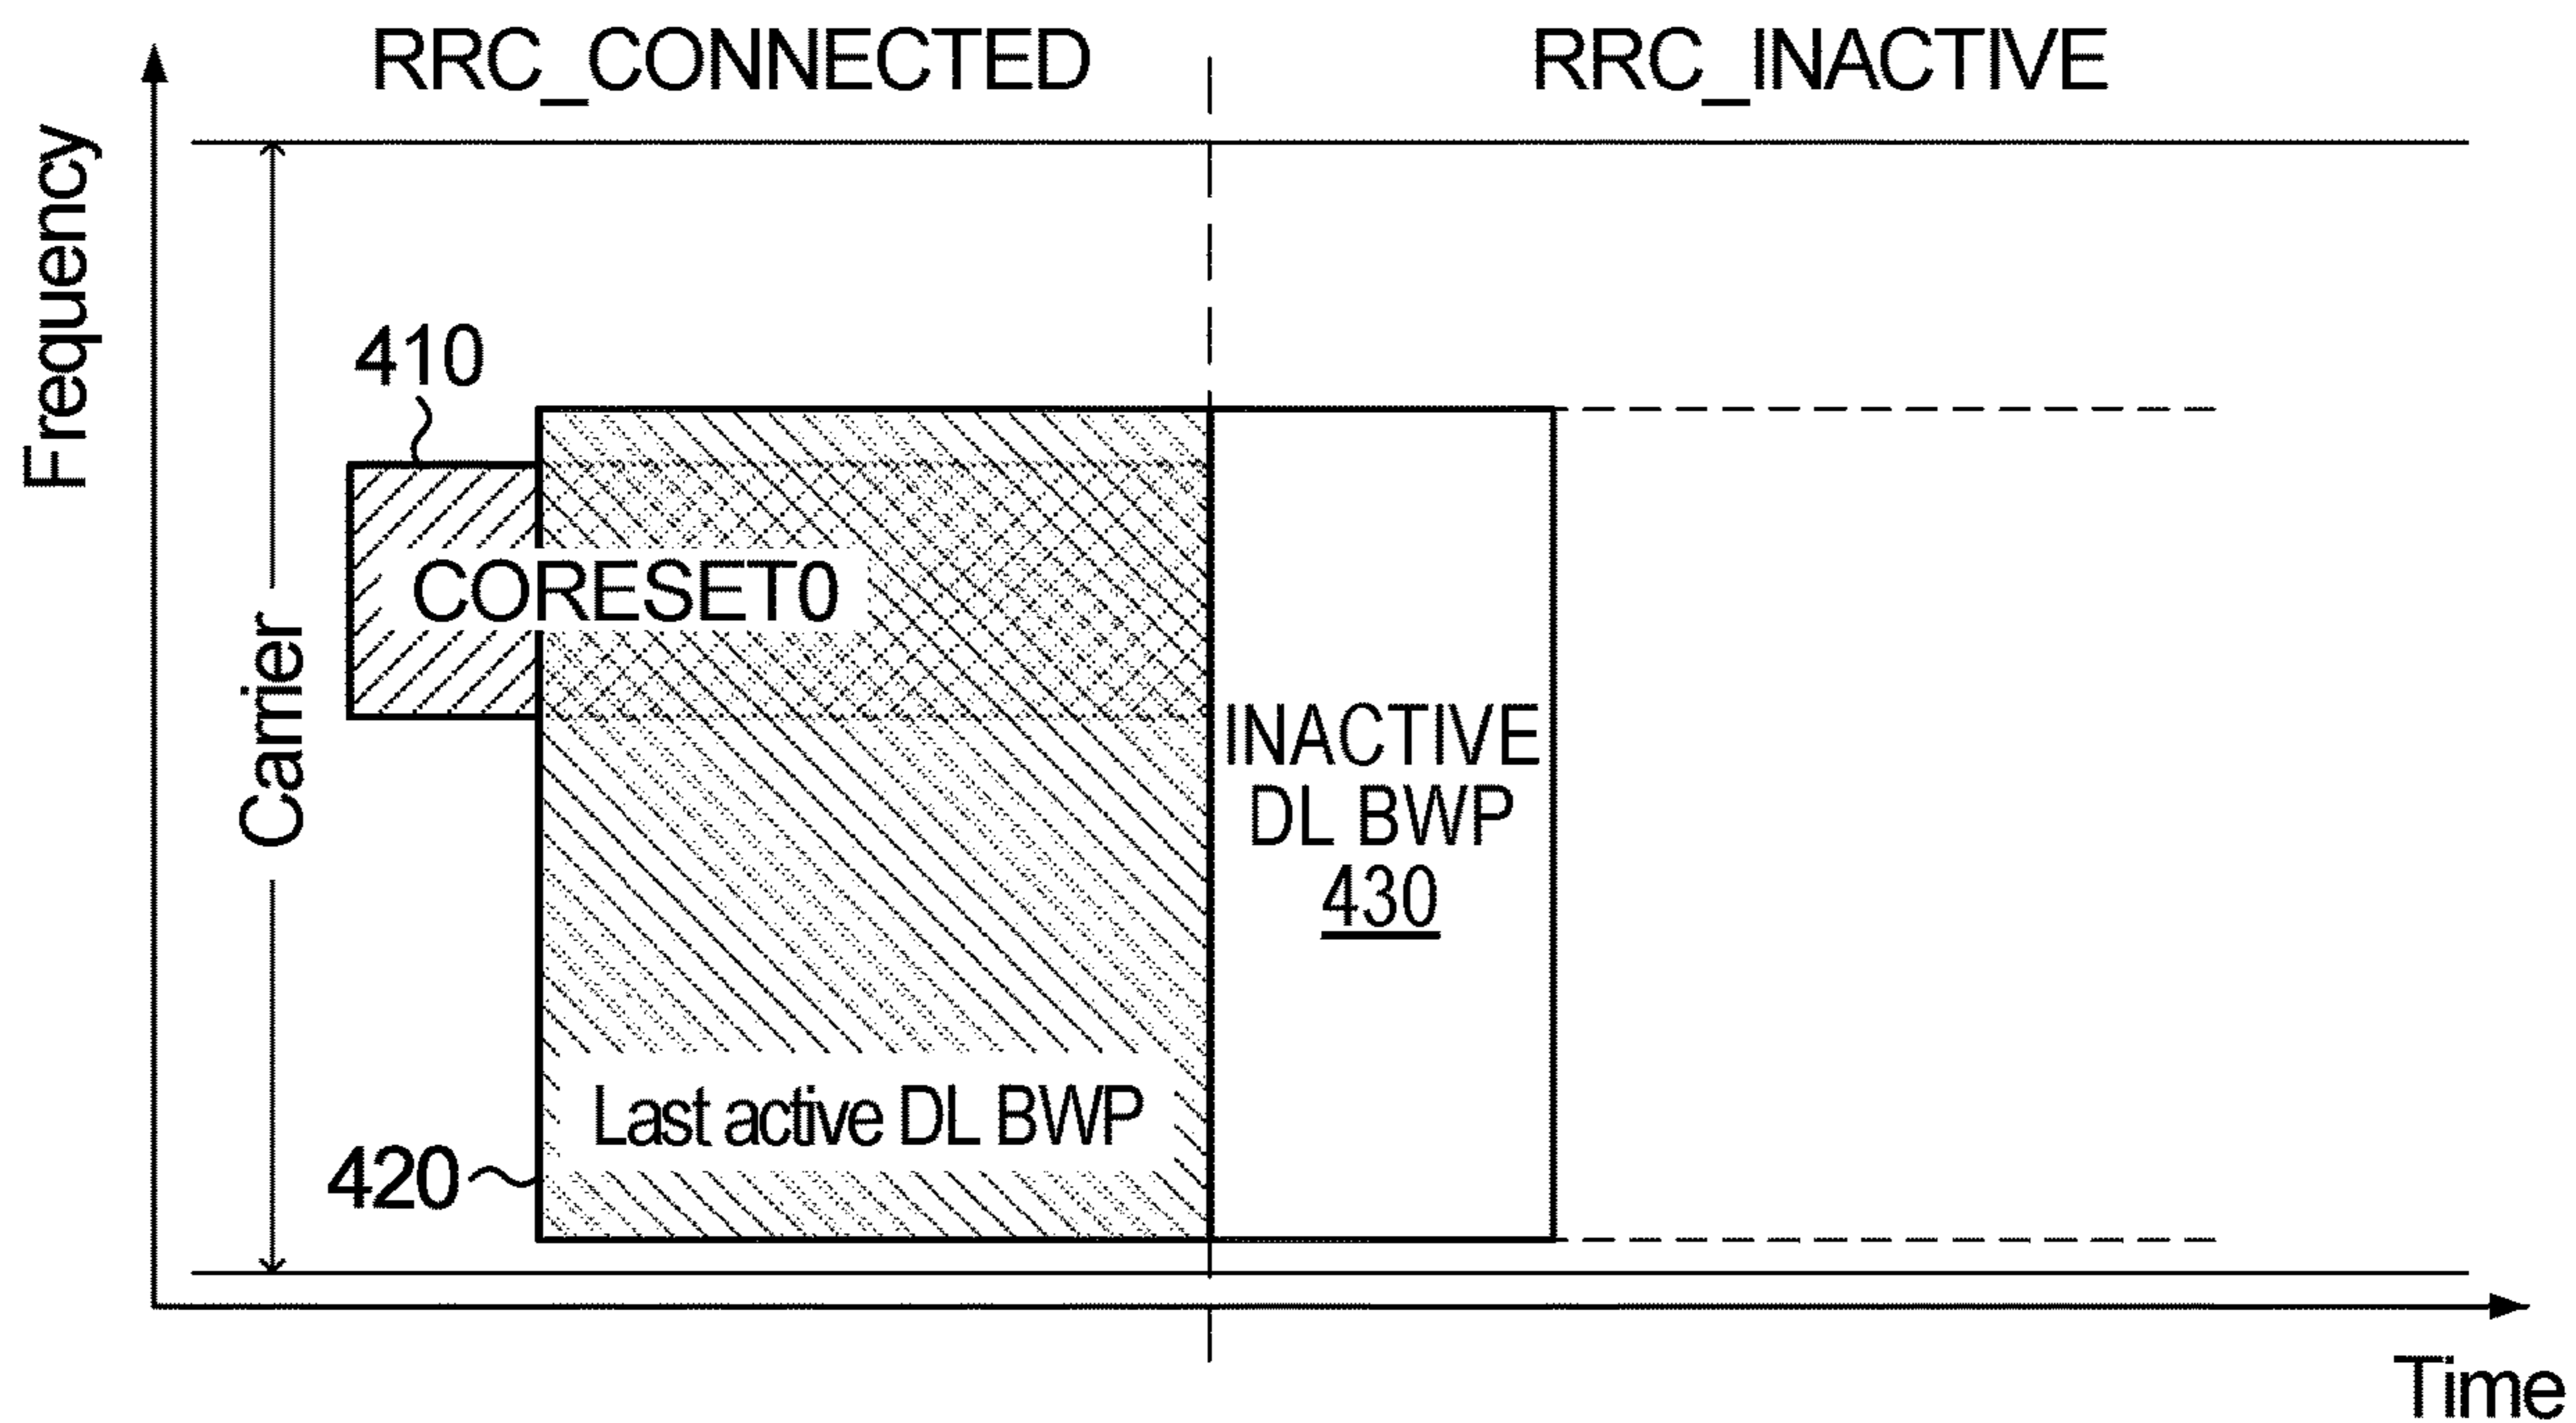 RRC_CONNECTED
RRC_INACTIVE
Frequency
410
CORESET0
Carrier
INACTIVE
DL BWP
430
Last active DL BWP
420
Time